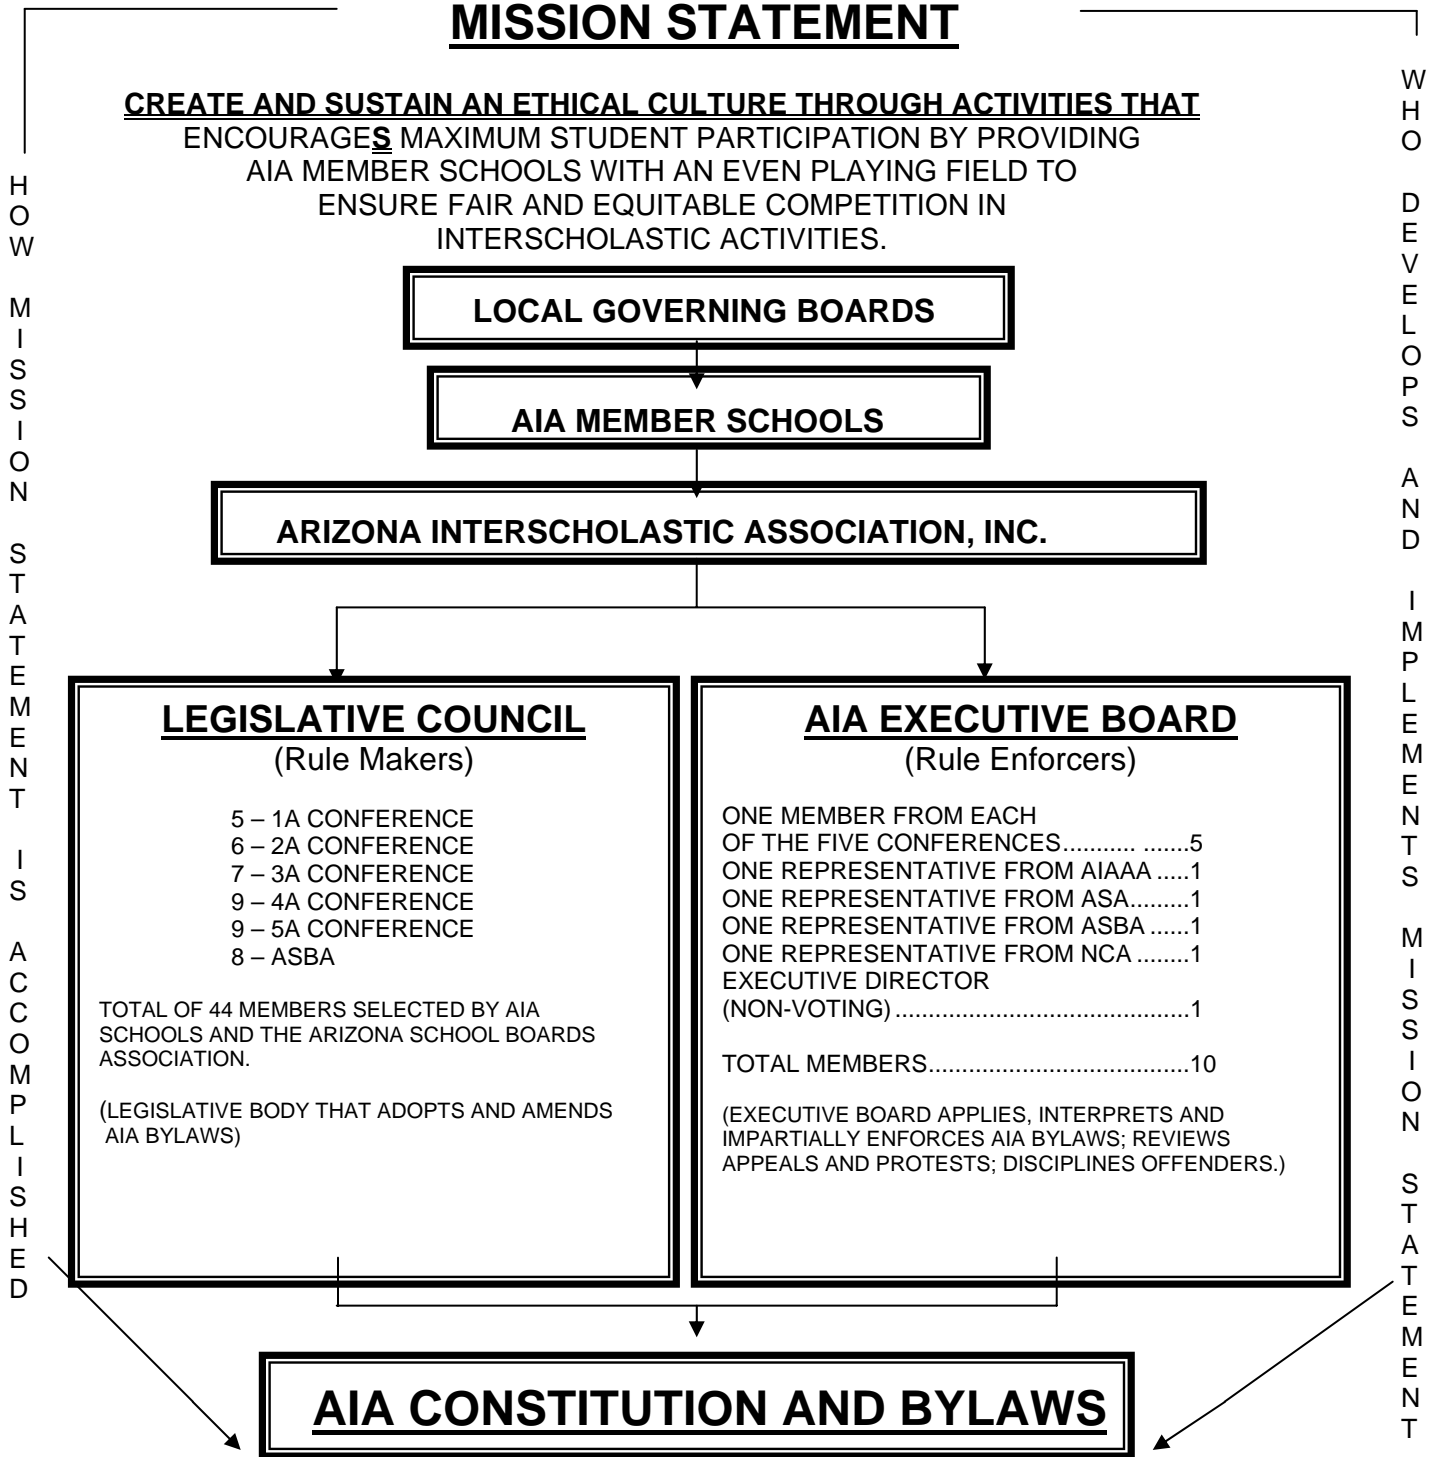 MISSION STATEMENT
CREATE AND SUSTAIN AN ETHICAL CULTURE THROUGH ACTIVITIES THAT
ENCOURAGES MAXIMUM STUDENT PARTICIPATION BY PROVIDING
AIA MEMBER SCHOOLS WITH AN EVEN PLAYING FIELD TO
ENSURE FAIR AND EQUITABLE COMPETITION IN
INTERSCHOLASTIC ACTIVITIES.
HOW MISSION STATEMENT IS ACCOMPLISHED
WHO DEVELOPS AND IMPLEMENTS MISSION STATEMENT
LOCAL GOVERNING BOARDS
AIA MEMBER SCHOOLS
ARIZONA INTERSCHOLASTIC ASSOCIATION, INC.
LEGISLATIVE COUNCIL
(Rule Makers)
5 – 1A CONFERENCE
6 – 2A CONFERENCE
7 – 3A CONFERENCE
9 – 4A CONFERENCE
9 – 5A CONFERENCE
8 – ASBA
TOTAL OF 44 MEMBERS SELECTED BY AIA
SCHOOLS AND THE ARIZONA SCHOOL BOARDS
ASSOCIATION.
(LEGISLATIVE BODY THAT ADOPTS AND AMENDS
AIA BYLAWS)
AIA EXECUTIVE BOARD
(Rule Enforcers)
ONE MEMBER FROM EACH
OF THE FIVE CONFERENCES........... .......5
ONE REPRESENTATIVE FROM AIAAA .....1
ONE REPRESENTATIVE FROM ASA.........1
ONE REPRESENTATIVE FROM ASBA ......1
ONE REPRESENTATIVE FROM NCA ........1
EXECUTIVE DIRECTOR
(NON-VOTING) ............................................1
TOTAL MEMBERS.......................................10
(EXECUTIVE BOARD APPLIES, INTERPRETS AND
IMPARTIALLY ENFORCES AIA BYLAWS; REVIEWS
APPEALS AND PROTESTS; DISCIPLINES OFFENDERS.)
AIA CONSTITUTION AND BYLAWS